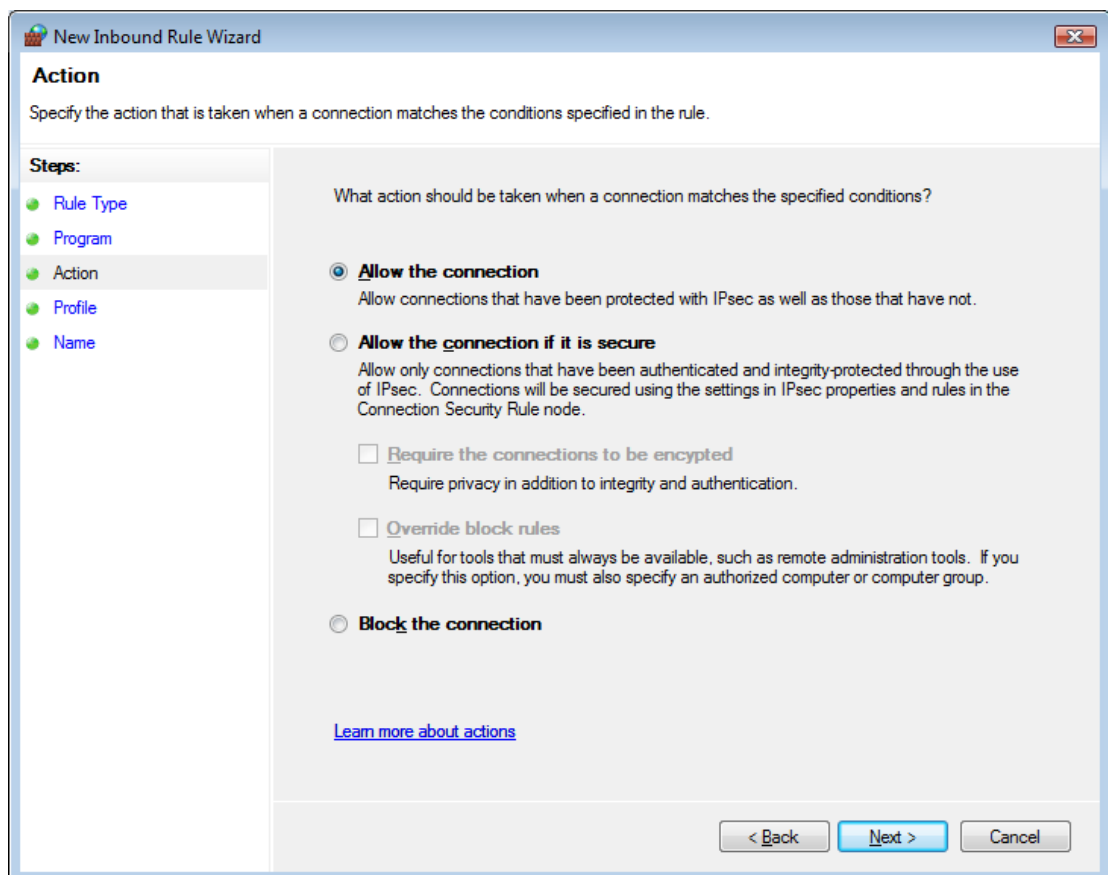 New Inbound Rule Wizard
Action
Specify the action that is taken when a connection matches the conditions specified in the rule.
Steps:
Rule Type
Program
Action
Profile
Name
What action should be taken when a connection matches the specified conditions?
Allow the connection
Allow connections that have been protected with IPsec as well as those that have not.
Allow the connection if it is secure
Allow only connections that have been authenticated and integrity-protected through the use
of IPsec. Connections will be secured using the settings in IPsec properties and rules in the
Connection Security Rule node.
Require the connections to be encrypted
Require privacy in addition to integrity and authentication.
Override block rules
Useful for tools that must always be available, such as remote administration tools. If you
specify this option, you must also specify an authorized computer or computer group.
Block the connection
Learn more about actions
< Back
Next >
Cancel